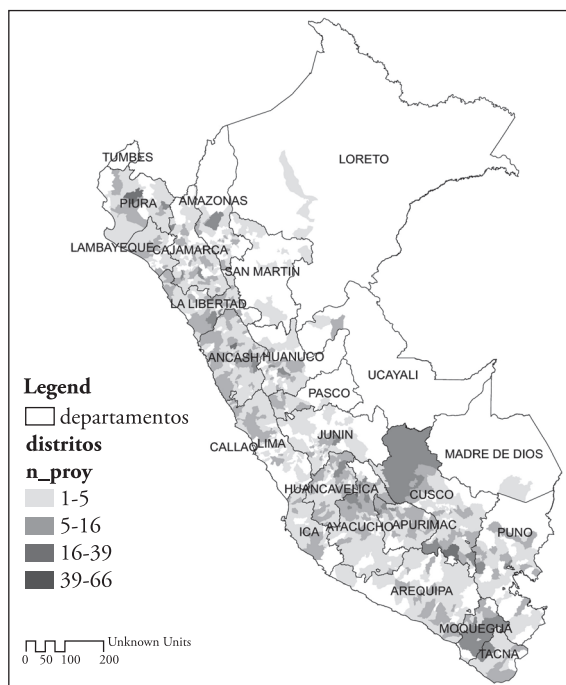 TUMBES
LORETO
PIURA
AMAZONAS
LAMBAYEQUE
CAJAMARCA
SAN MARTIN
LA LIBERTAD
ANCASH
HUANUCO
UCAYALI
PASCO
Legend
departamentos
distritos
n_proy
1-5
5-16
16-39
39-66
CALLAO
LIMA
JUNIN
MADRE DE DIOS
HUANCAVELICA
CUSCO
ICA
AYACUCHO
APURIMAC
PUNO
AREQUIPA
MOQUEGUA
TACNA
Unknown Units
0 50 100 200